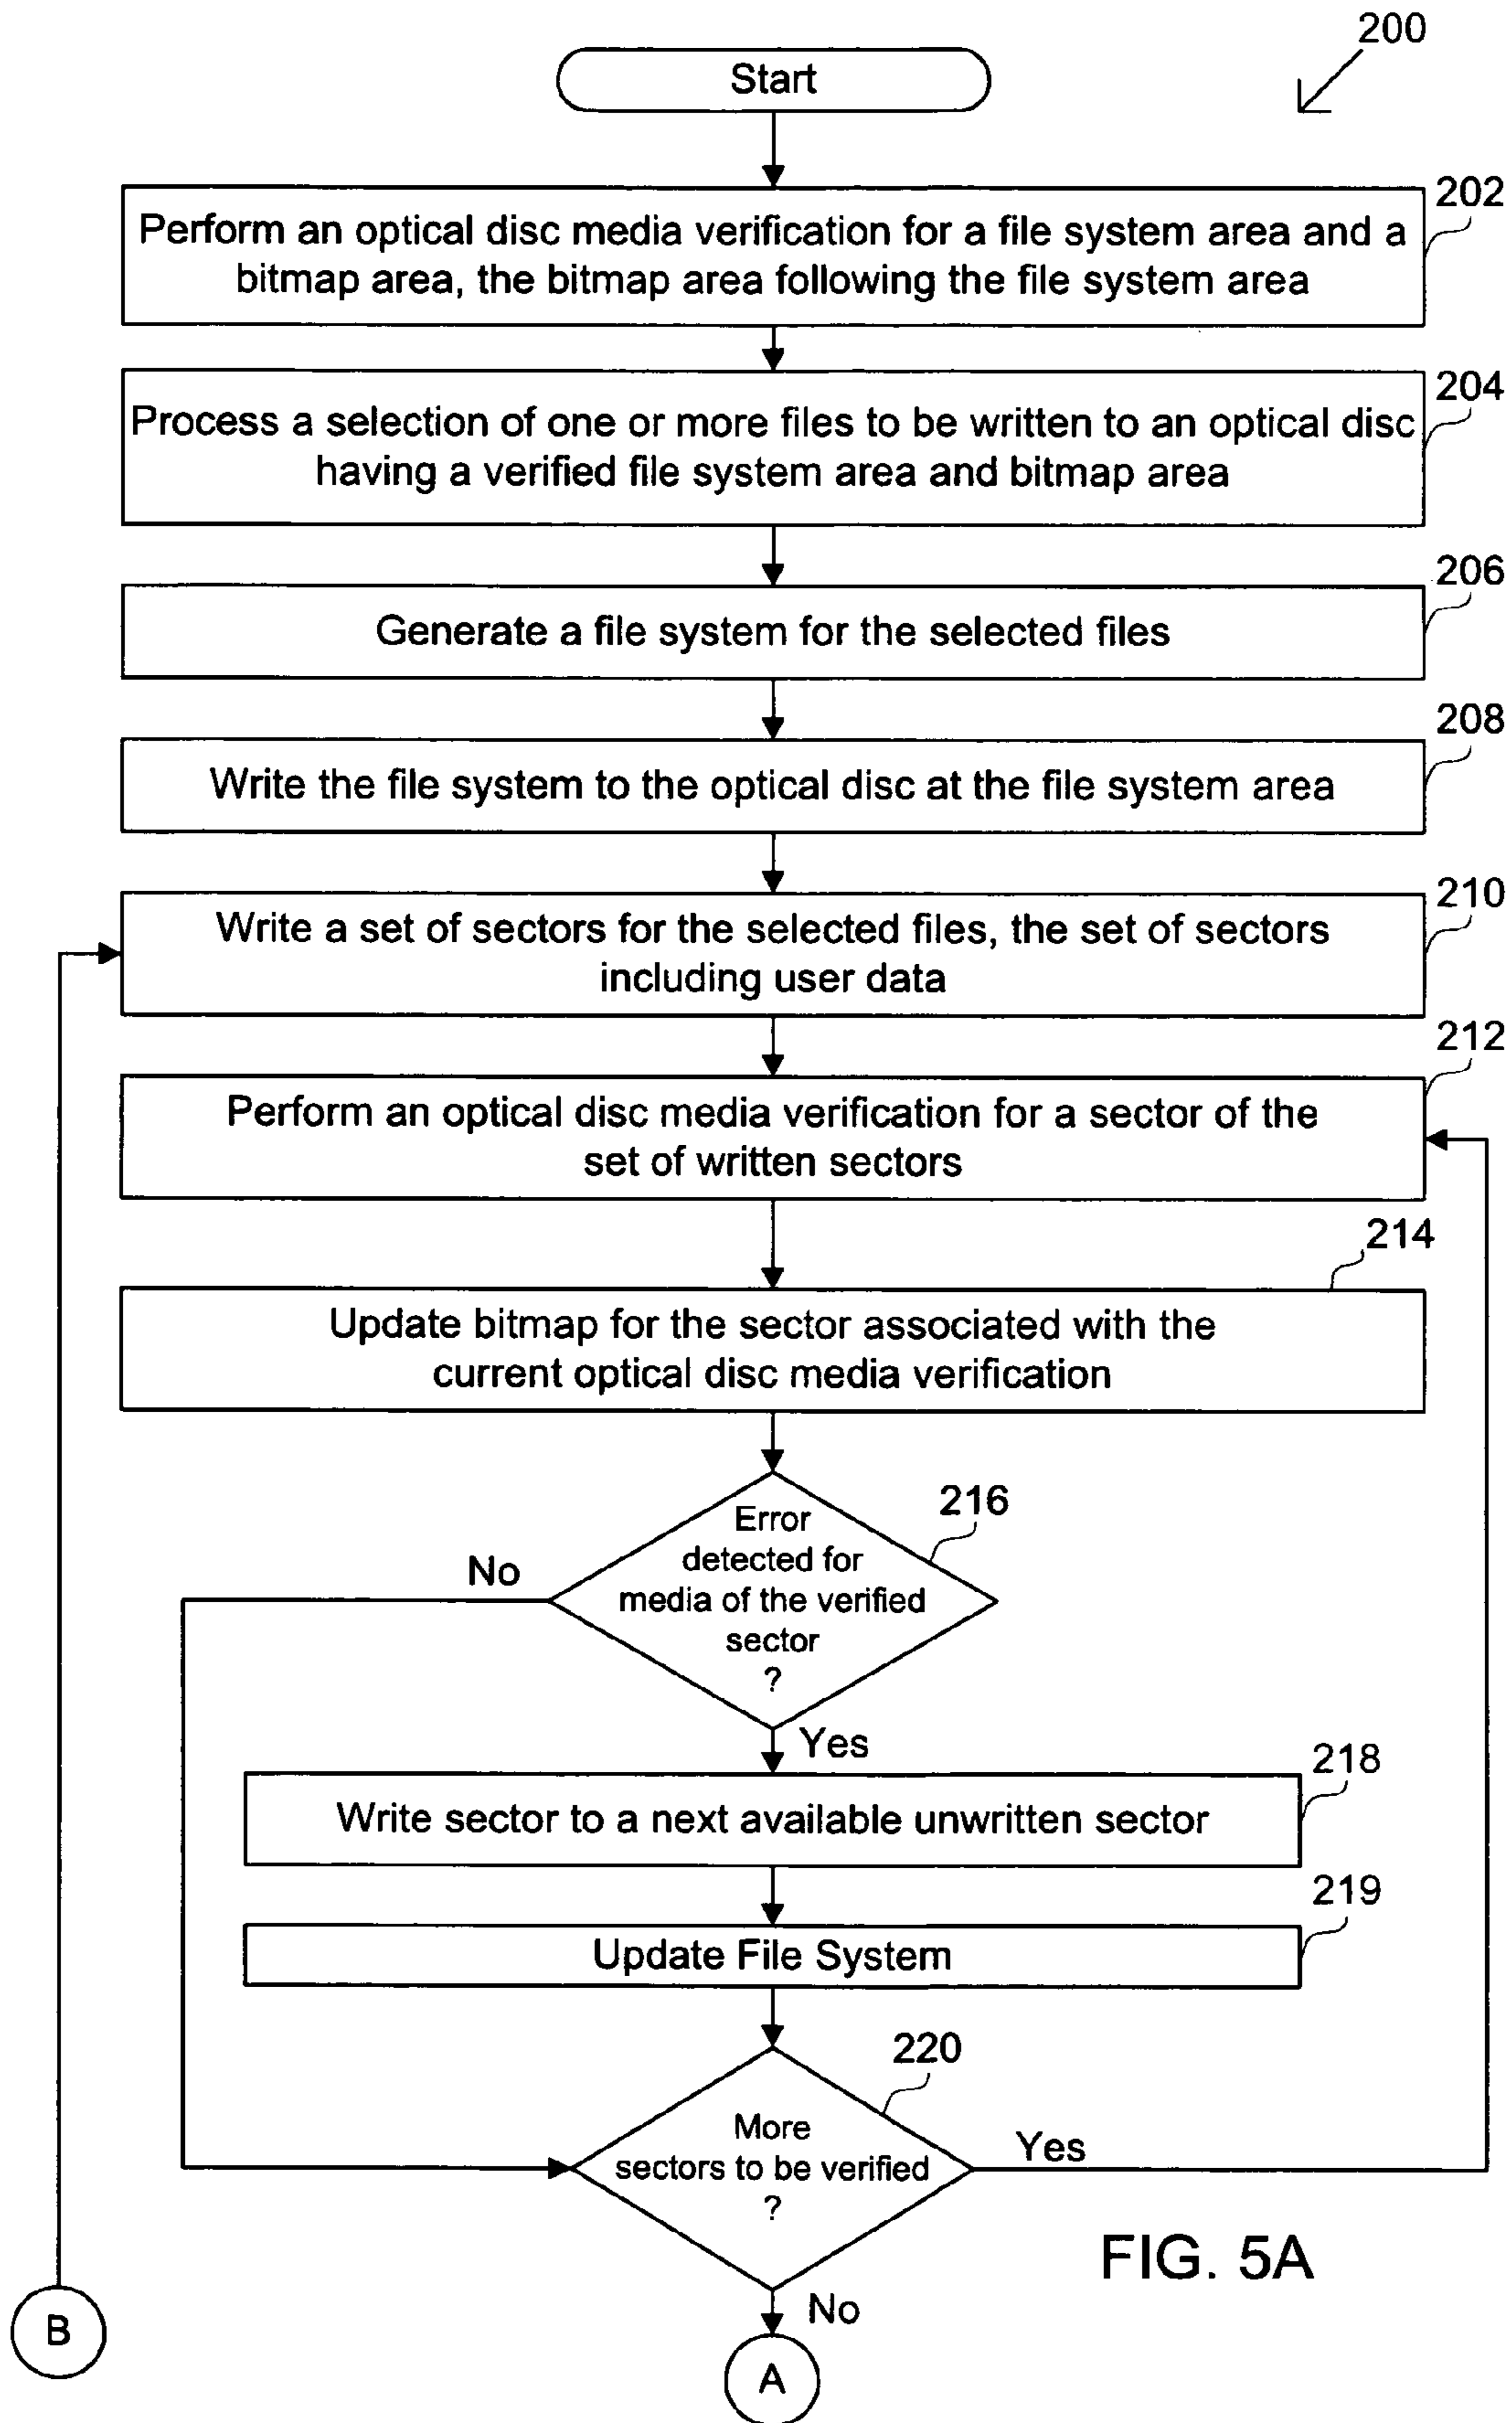 200
Start
202
Perform an optical disc media verification for a file system area and a
bitmap area, the bitmap area following the file system area
204
Process a selection of one or more files to be written to an optical disc
having a verified file system area and bitmap area
206
Generate a file system for the selected files
208
Write the file system to the optical disc at the file system area
210
Write a set of sectors for the selected files, the set of sectors
including user data
212
Perform an optical disc media verification for a sector of the
set of written sectors
214
Update bitmap for the sector associated with the
current optical disc media verification
216
Error
detected for
media of the verified
sector
?
No
Yes
218
Write sector to a next available unwritten sector
219
Update File System
220
More
sectors to be verified
?
Yes
FIG. 5A
No
B
A